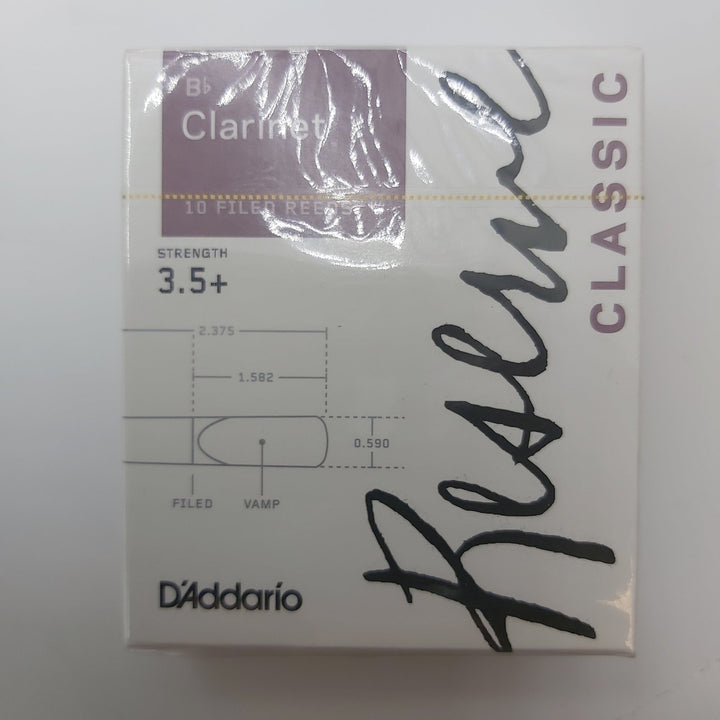 B♭
Clarinet
10 FILED REEDS
STRENGTH
3.5+
2.375
1.582
0.590
FILED VAMP
D'Addario
Reserve
CLASSIC